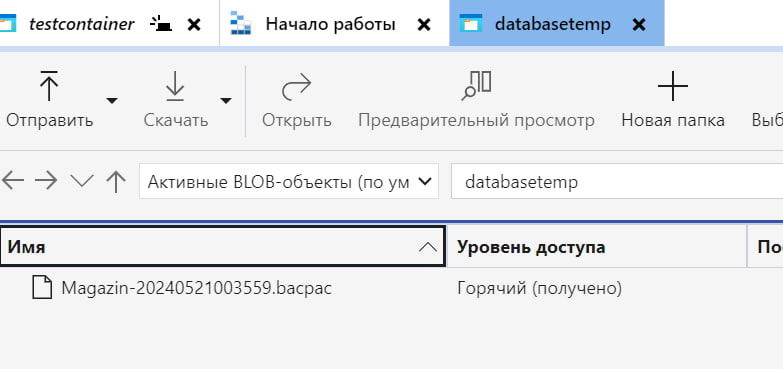 testcontainer Начало работы databasetemp
Отправить Скачать Открыть Предварительный просмотр Новая папка Выб
Активные BLOB-объекты (по ум databasetemp
Имя Уровень доступа По
Magazin-20240521003559.bacpac Горячий (получено)